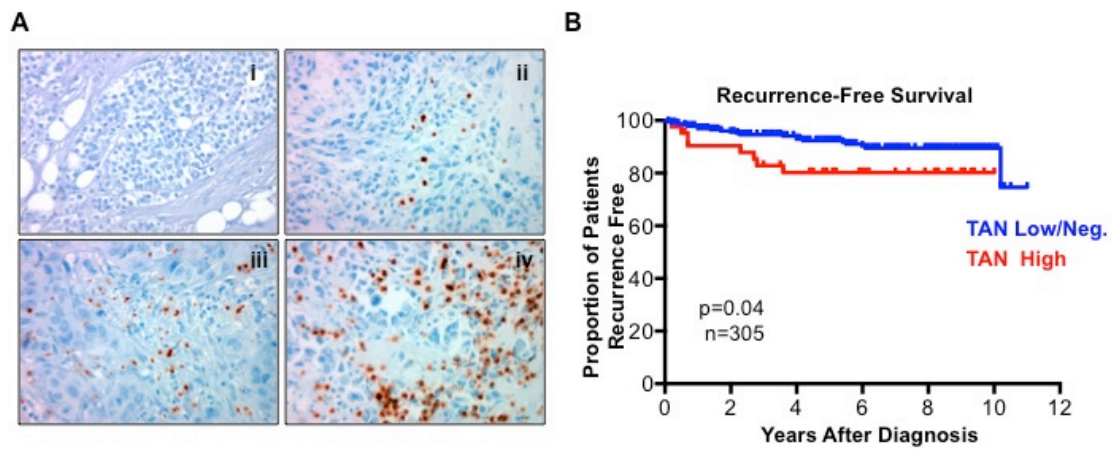 A
i
ii
iii
iv
B
Recurrence-Free Survival
Proportion of Patients
Recurrence Free
100
80
60
40
20
0
p=0.04
n=305
TAN Low/Neg.
TAN High
0 2 4 6 8 10 12
Years After Diagnosis